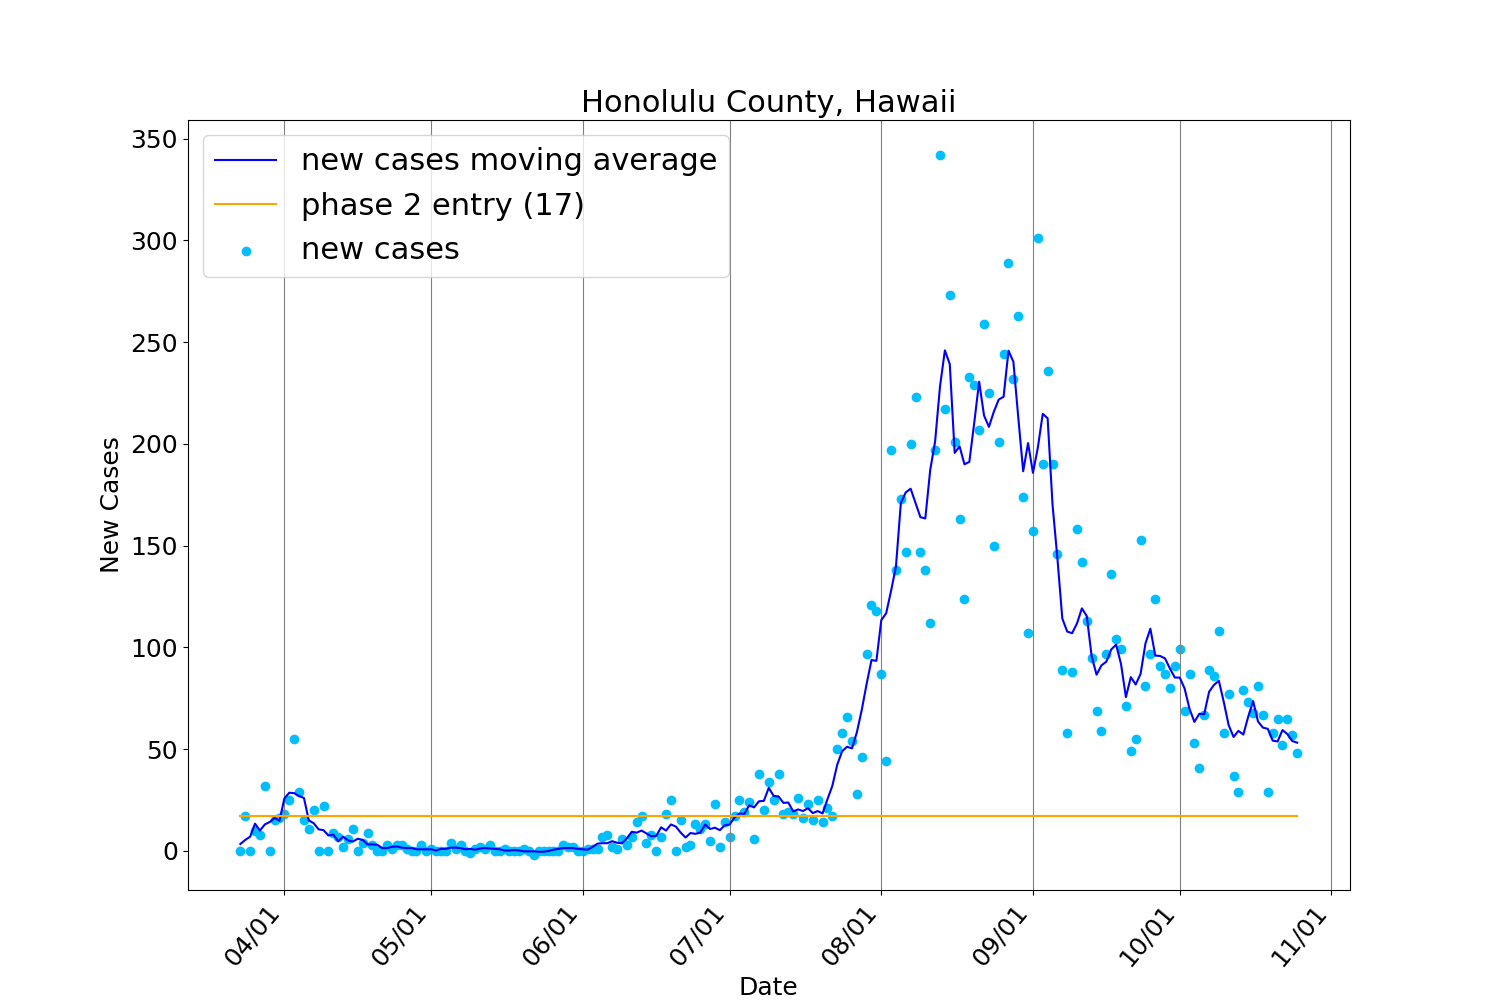 Honolulu County, Hawaii
new cases moving average
phase 2 entry (17)
new cases
350
300
250
200
150
100
50
0
New Cases
04/01
05/01
06/01
07/01
08/01
09/01
10/01
11/01
Date